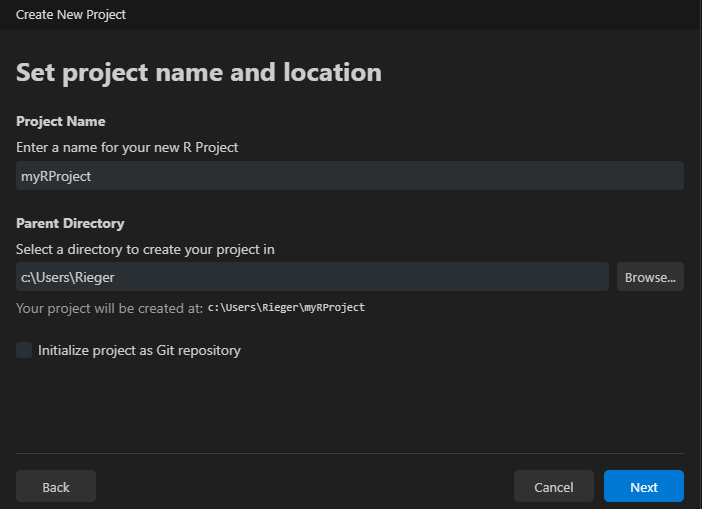 Create New Project
Set project name and location
Project Name
Enter a name for your new R Project
myRProject
Parent Directory
Select a directory to create your project in
c:\Users\Rieger
Browse...
Your project will be created at: c:\Users\Rieger\myRProject
Initialize project as Git repository
Back
Cancel
Next